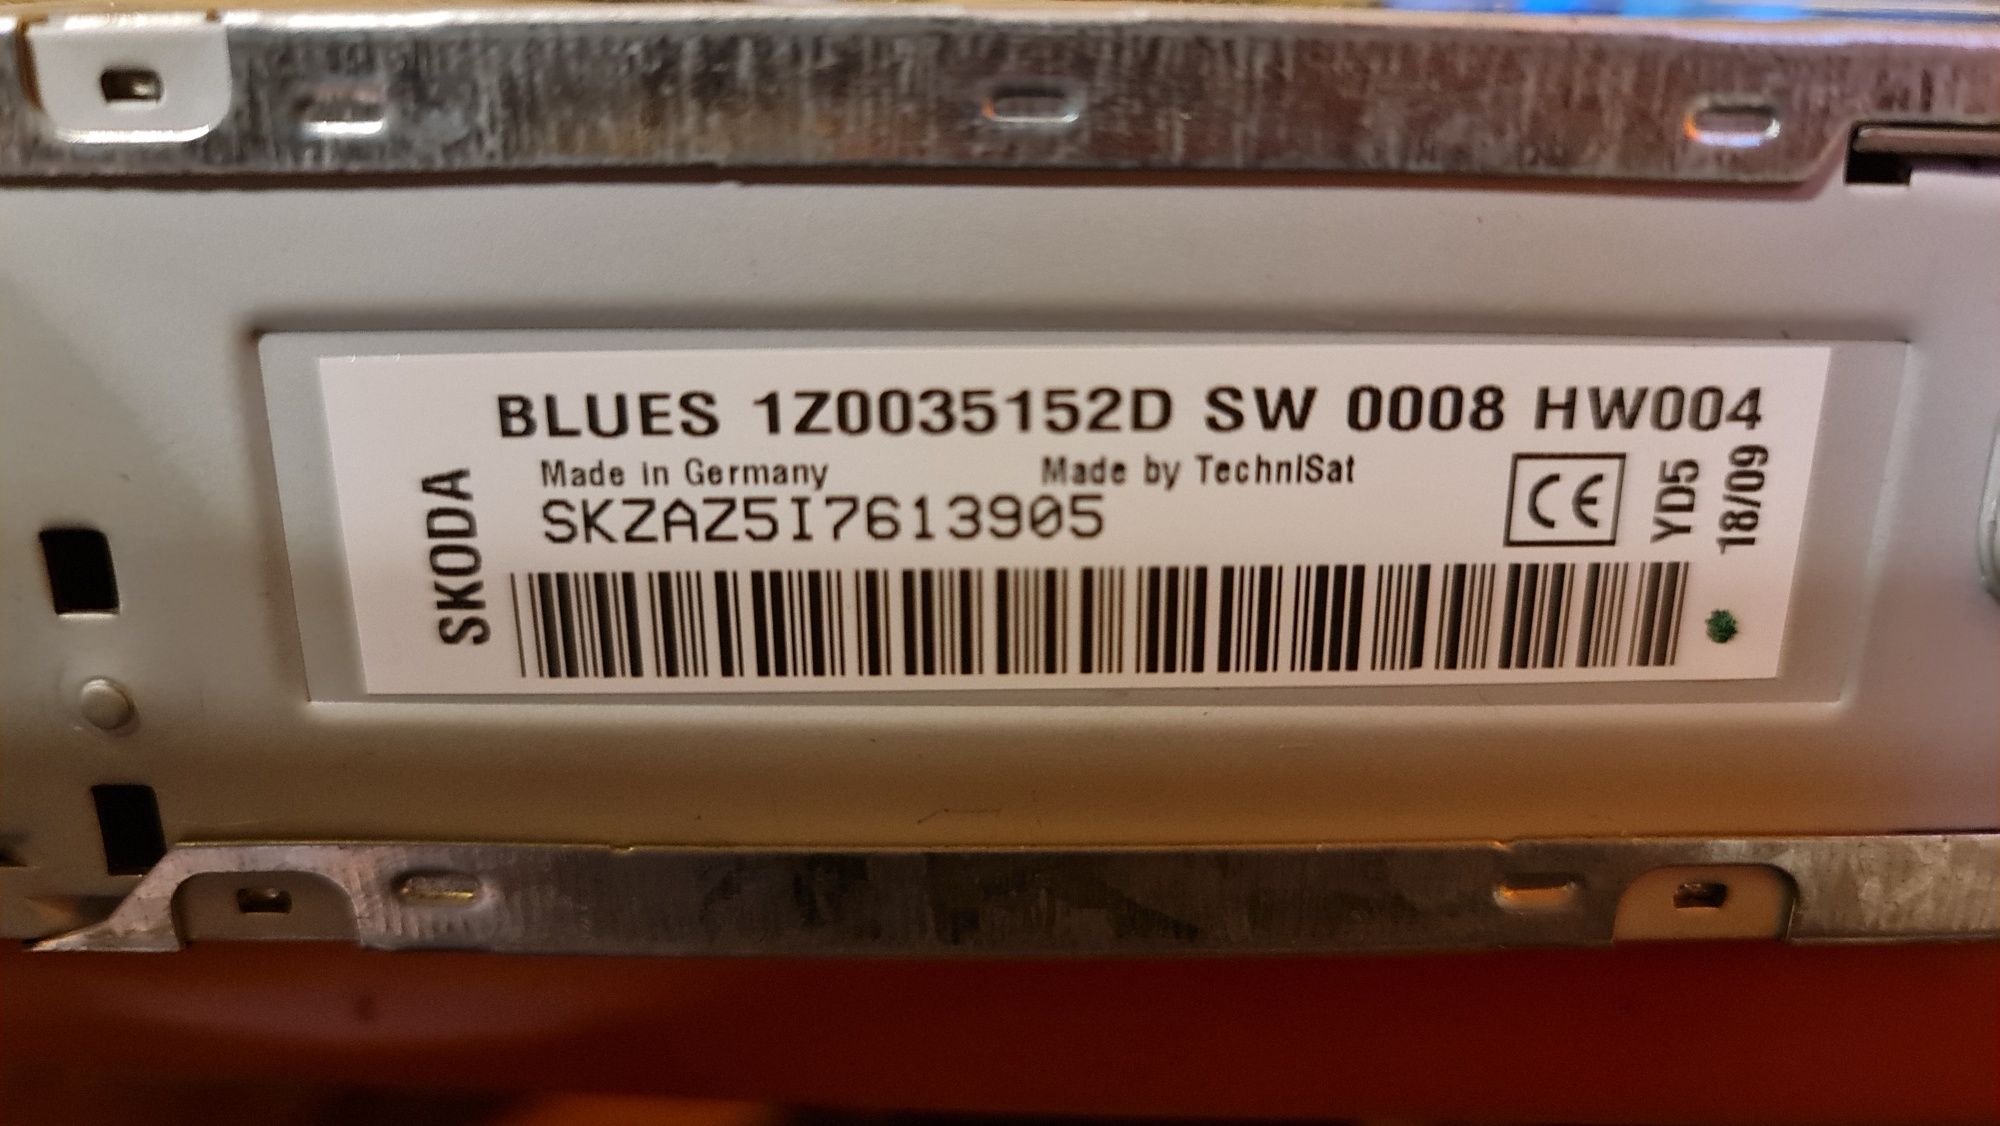 BLUES 1Z0035152D SW 0008 HW004
Made in Germany Made by TechniSat
SKZAZ5I7613905
SKODA
CE
YD5
18/09